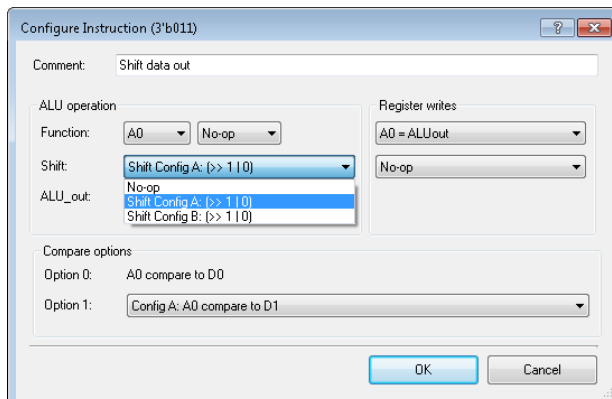 Configure Instruction (3'b011)
Comment: Shift data out
ALU operation
Register writes
Function: A0 No-op
A0 = ALUout
Shift: Shift Config A: (>> 1 | 0)
No-op
No-op
ALU_out: Shift Config A: (>> 1 | 0)
Shift Config B: (>> 1 | 0)
Compare options
Option 0: A0 compare to D0
Option 1: Config A: A0 compare to D1
OK Cancel